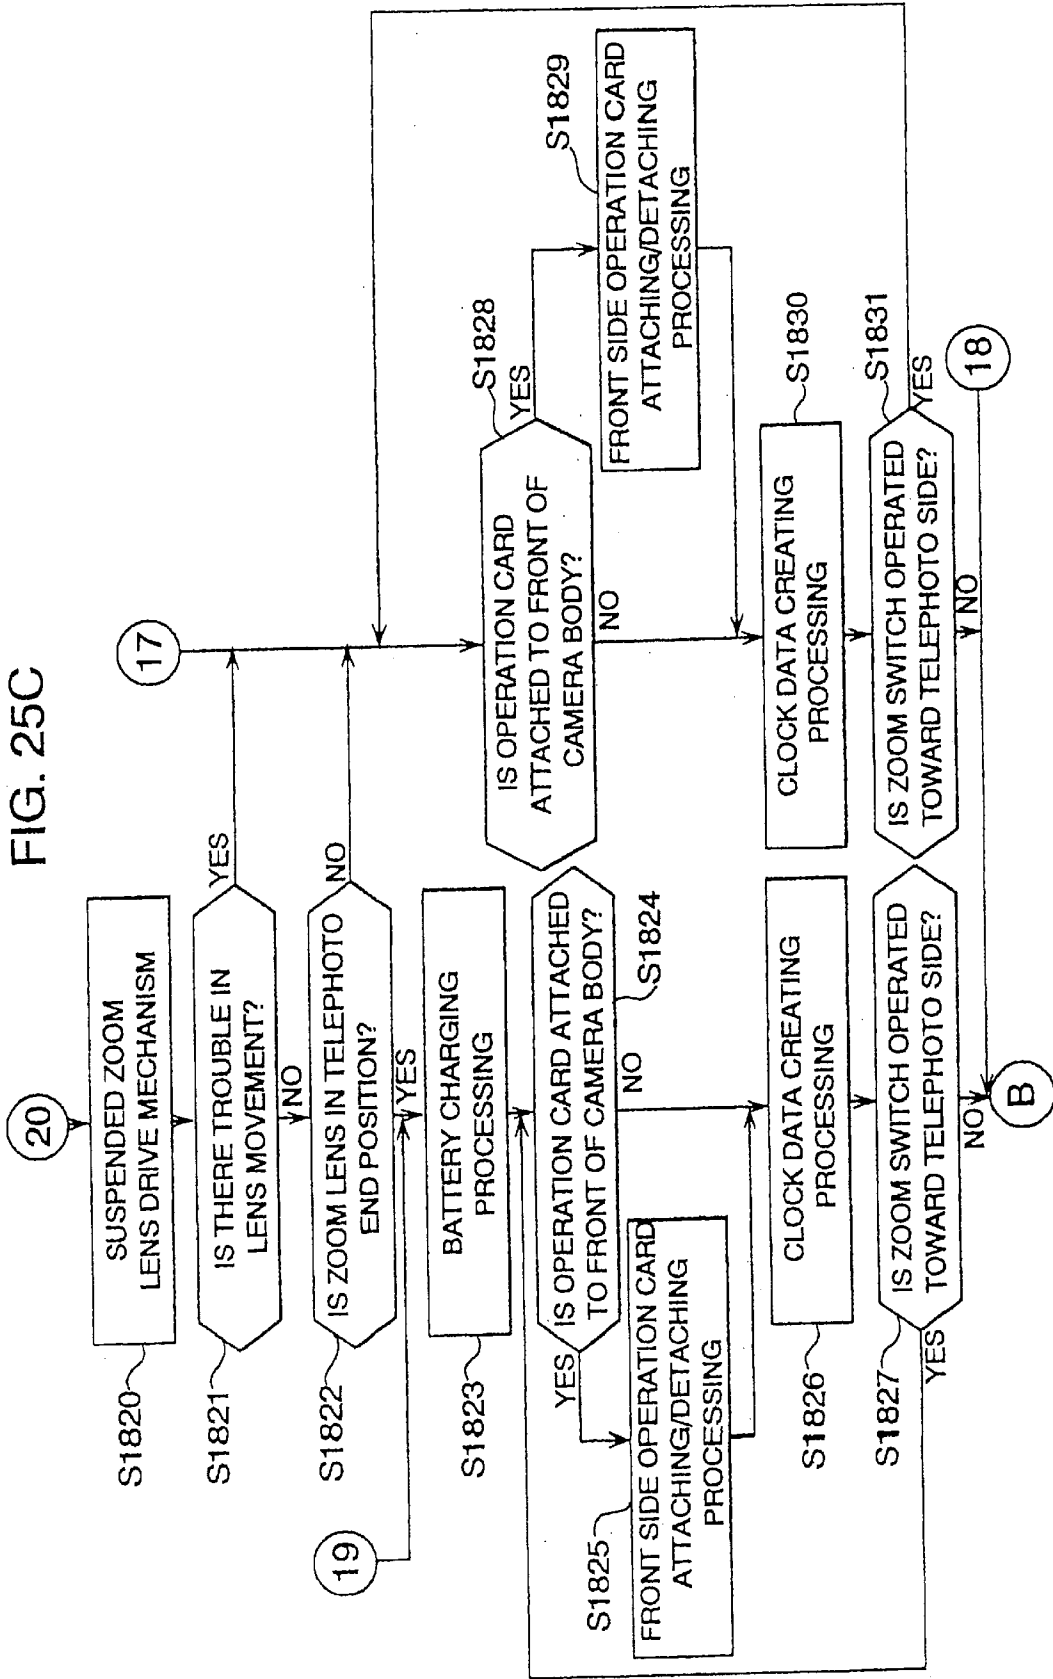 FIG. 25C
20
SUSPENDED ZOOM
LENS DRIVE MECHANISM
S1820
IS THERE TROUBLE IN
LENS MOVEMENT?
S1821
YES
NO
IS ZOOM LENS IN TELEPHOTO
END POSITION?
S1822
NO
YES
19
BATTERY CHARGING
PROCESSING
S1823
IS OPERATION CARD ATTACHED
TO FRONT OF CAMERA BODY?
S1824
YES
NO
FRONT SIDE OPERATION CARD
ATTACHING/DETACHING
PROCESSING
S1825
CLOCK DATA CREATING
PROCESSING
S1826
IS ZOOM SWITCH OPERATED
TOWARD TELEPHOTO SIDE?
S1827
YES
NO
B
17
IS OPERATION CARD
ATTACHED TO FRONT OF
CAMERA BODY?
S1828
YES
NO
FRONT SIDE OPERATION CARD
ATTACHING/DETACHING
PROCESSING
S1829
CLOCK DATA CREATING
PROCESSING
S1830
IS ZOOM SWITCH OPERATED
TOWARD TELEPHOTO SIDE?
S1831
YES
NO
18